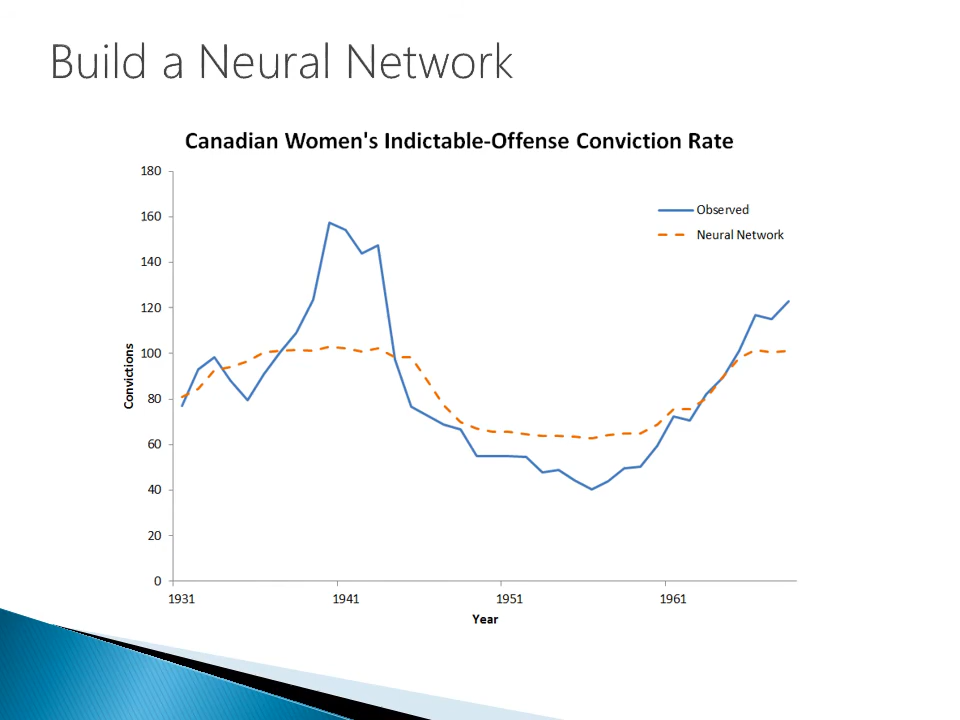 Build a Neural Network
Canadian Women's Indictable-Offense Conviction Rate
180
160
140
120
100
80
60
40
20
0
Convictions
Observed
Neural Network
1931 1941 1951 1961
Year